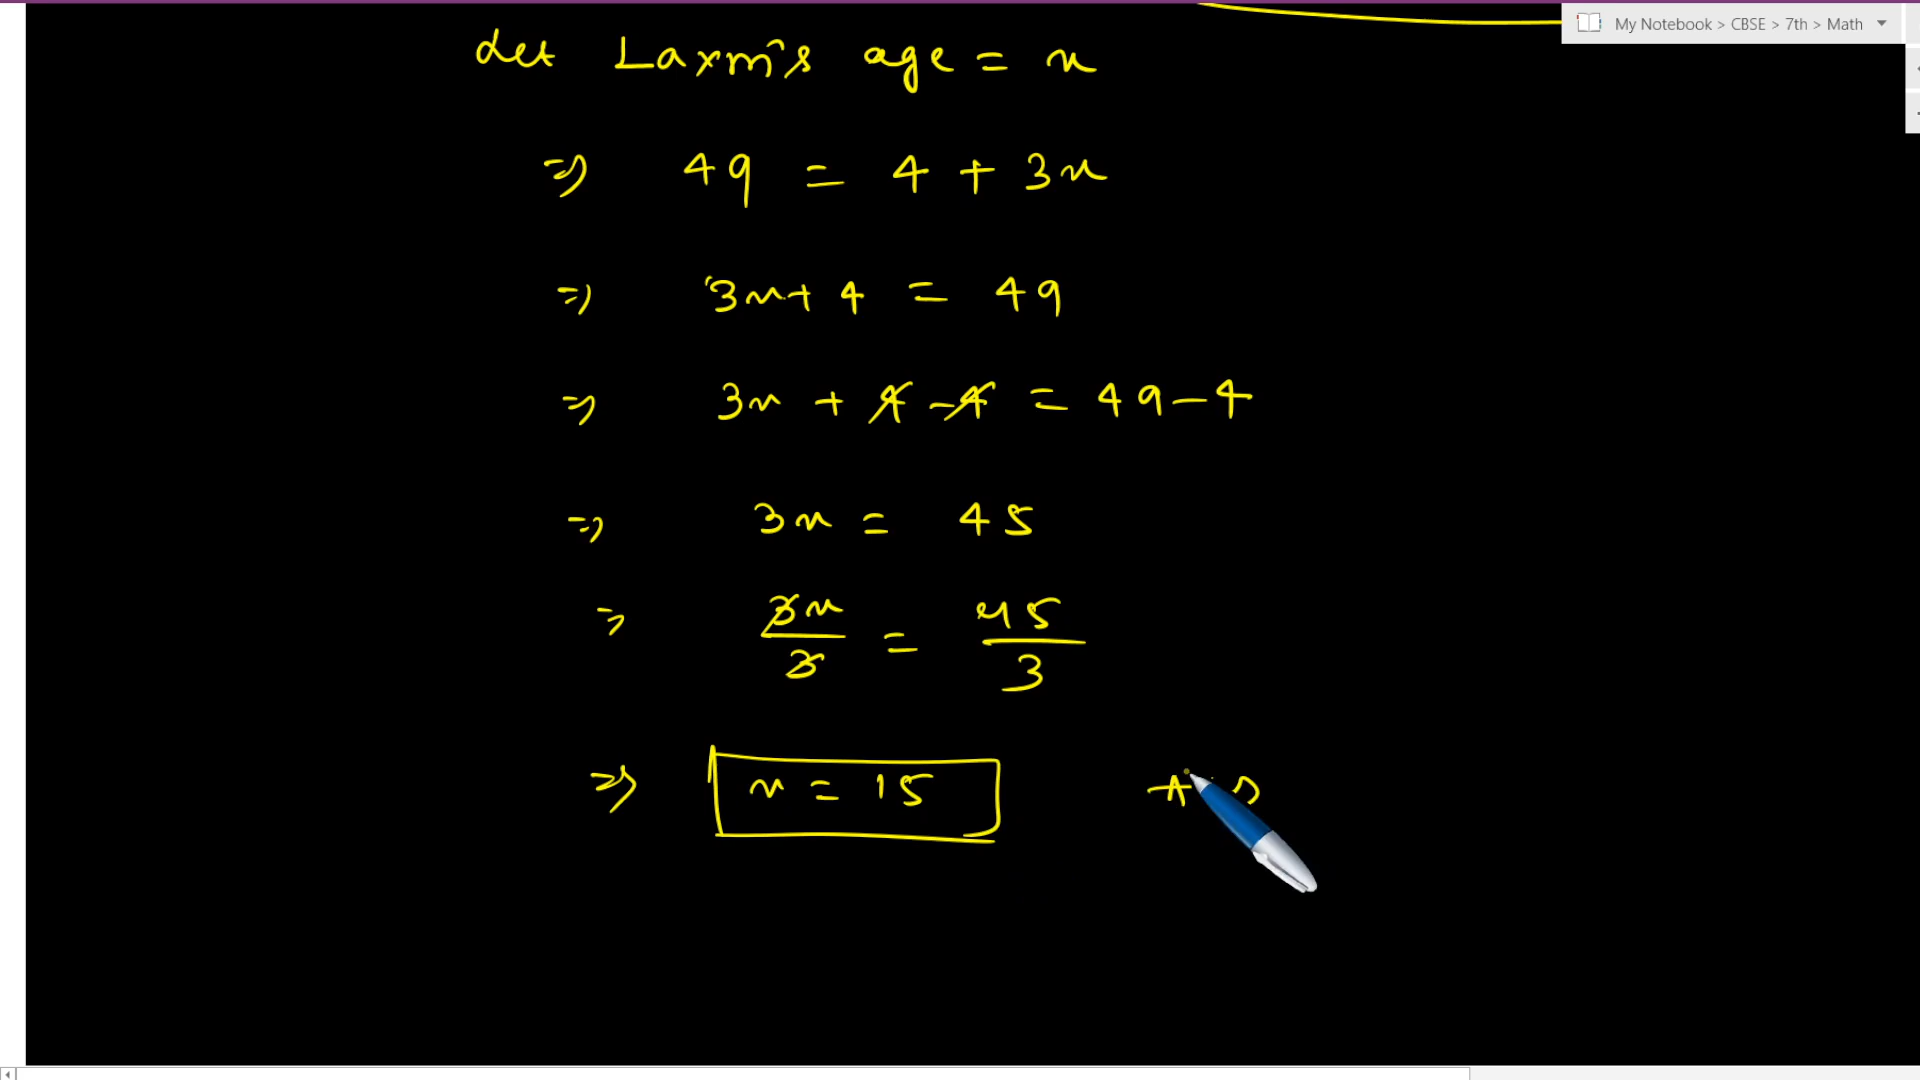 My Notebook > CBSE > 7th > Math
Let Laxmi's age = x
⇒ 49 = 4 + 3x
⇒ 3x + 4 = 49
⇒ 3x + 4 - 4 = 49 - 4
⇒ 3x = 45
⇒ 3x/3 = 45/3
⇒ x = 15